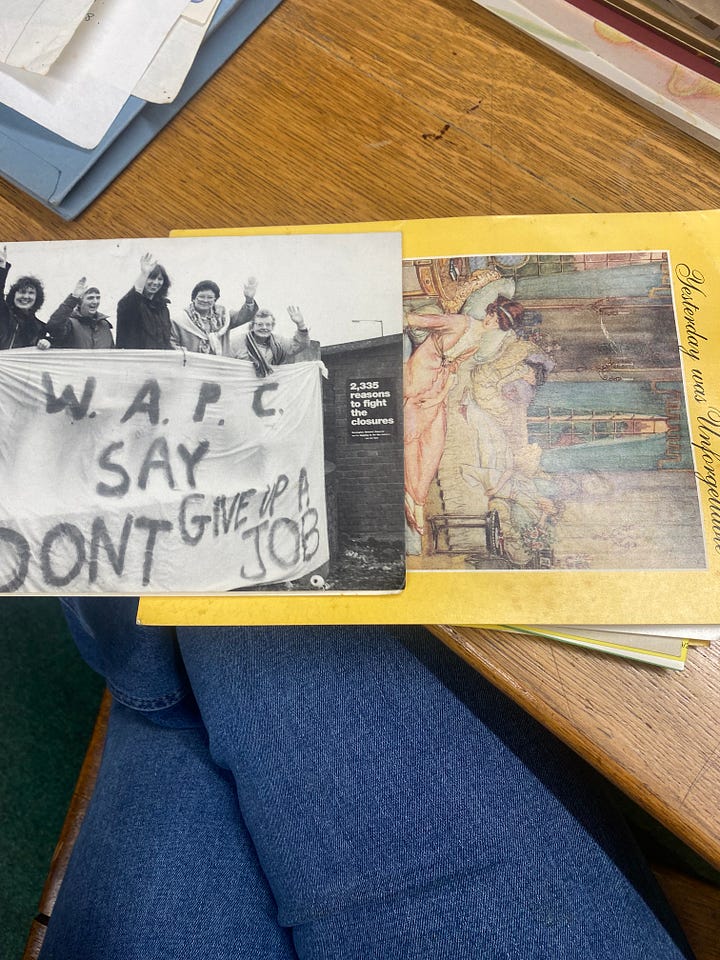 W. A. P. C.
SAY
DONT GIVE UP A
JOB
2,335
reasons
to fight
the
closures
Yesterday was Unforgettable